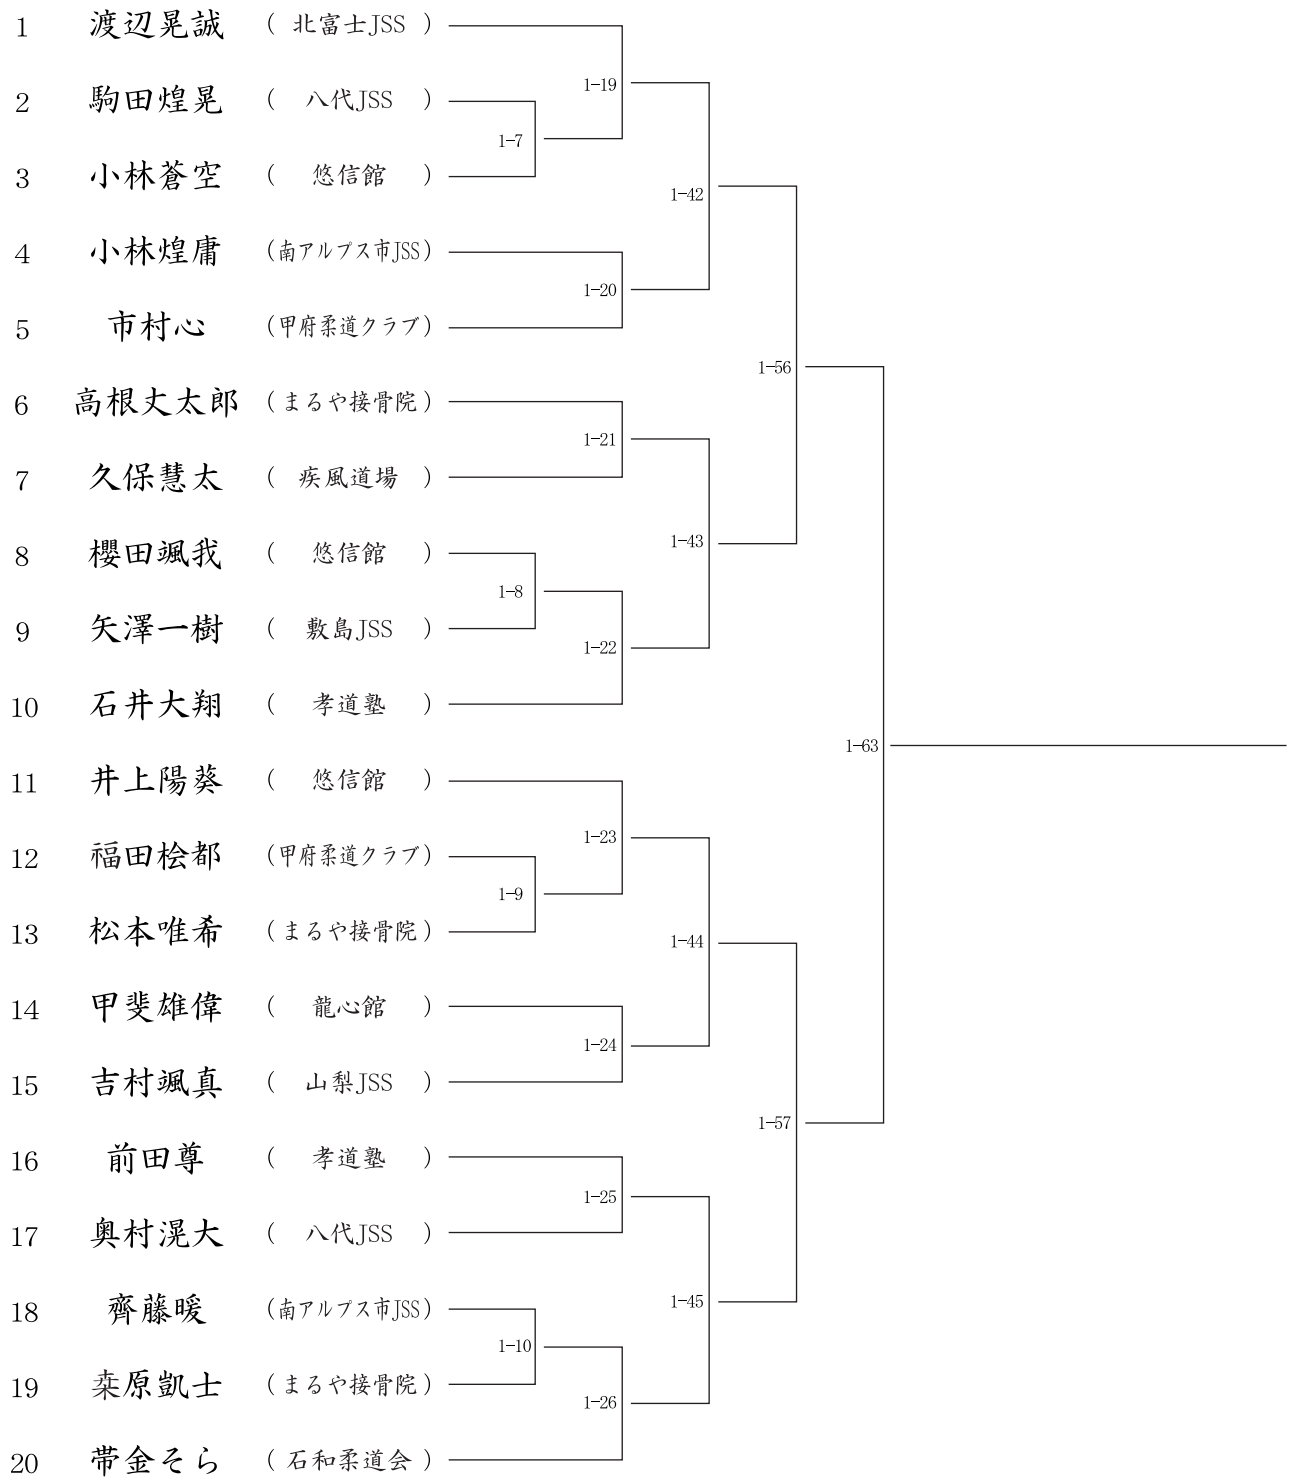 1 渡辺晃誠 ( 北富士JSS )
1-19
2 駒田煌晃 ( 八代JSS )
1-7
3 小林蒼空 ( 悠信館 )
1-42
4 小林煌庸 (南アルプス市JSS)
1-20
5 市村心 (甲府柔道クラブ)
1-56
6 高根丈太郎 (まるや接骨院)
1-21
7 久保慧太 ( 疾風道場 )
1-43
8 櫻田颯我 ( 悠信館 )
1-8
9 矢澤一樹 ( 敷島JSS )
1-22
10 石井大翔 ( 孝道塾 )
1-63
11 井上陽葵 ( 悠信館 )
1-23
12 福田桧都 (甲府柔道クラブ)
1-9
13 松本唯希 (まるや接骨院)
1-44
14 甲斐雄偉 ( 龍心館 )
1-24
15 吉村颯真 ( 山梨JSS )
1-57
16 前田尊 ( 孝道塾 )
1-25
17 奥村滉大 ( 八代JSS )
1-45
18 齊藤暖 (南アルプス市JSS)
1-10
19 桒原凱士 (まるや接骨院)
1-26
20 帯金そら ( 石和柔道会 )